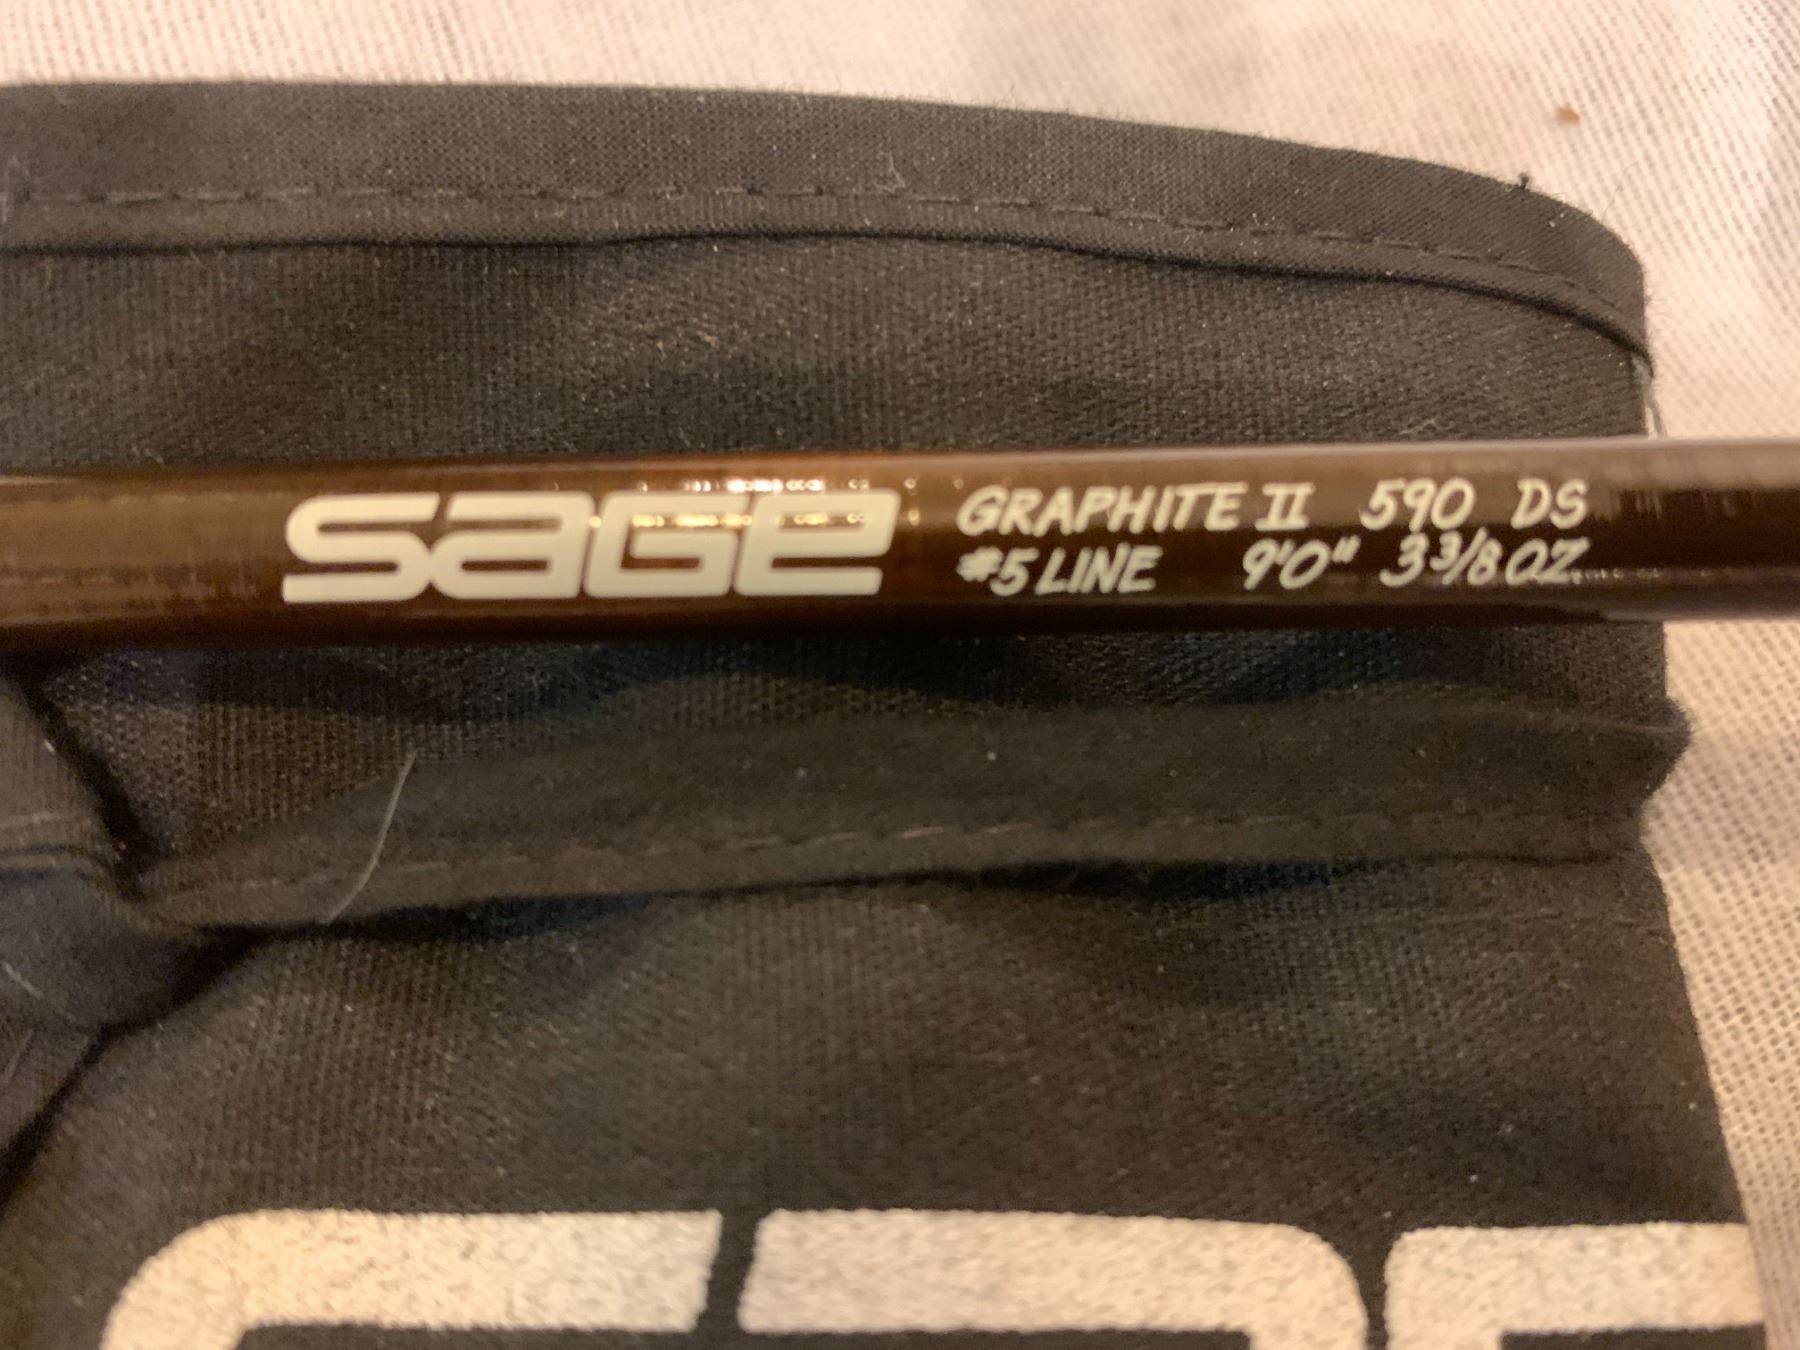 sage GRAPHITE II 590 DS
#5 LINE 9'0" 3 3/8 OZ.